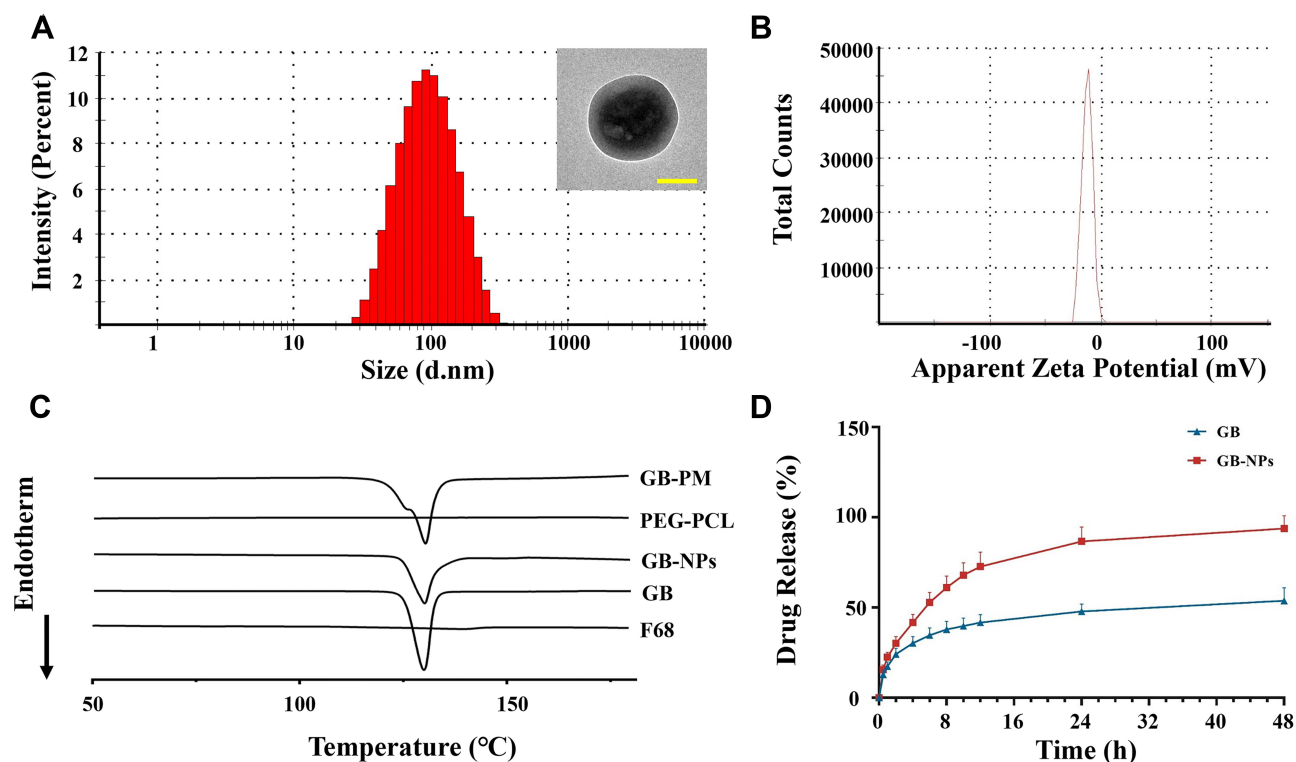 A
Intensity (Percent)
12
10
8
6
4
2
1
10
100
1000
10000
Size (d.nm)
B
Total Counts
50000
40000
30000
20000
10000
-100
0
100
Apparent Zeta Potential (mV)
C
Endotherm
GB-PM
PEG-PCL
GB-NPs
GB
F68
50
100
150
Temperature (°C)
D
Drug Release (%)
150
100
50
0
GB
GB-NPs
0
8
16
24
32
40
48
Time (h)